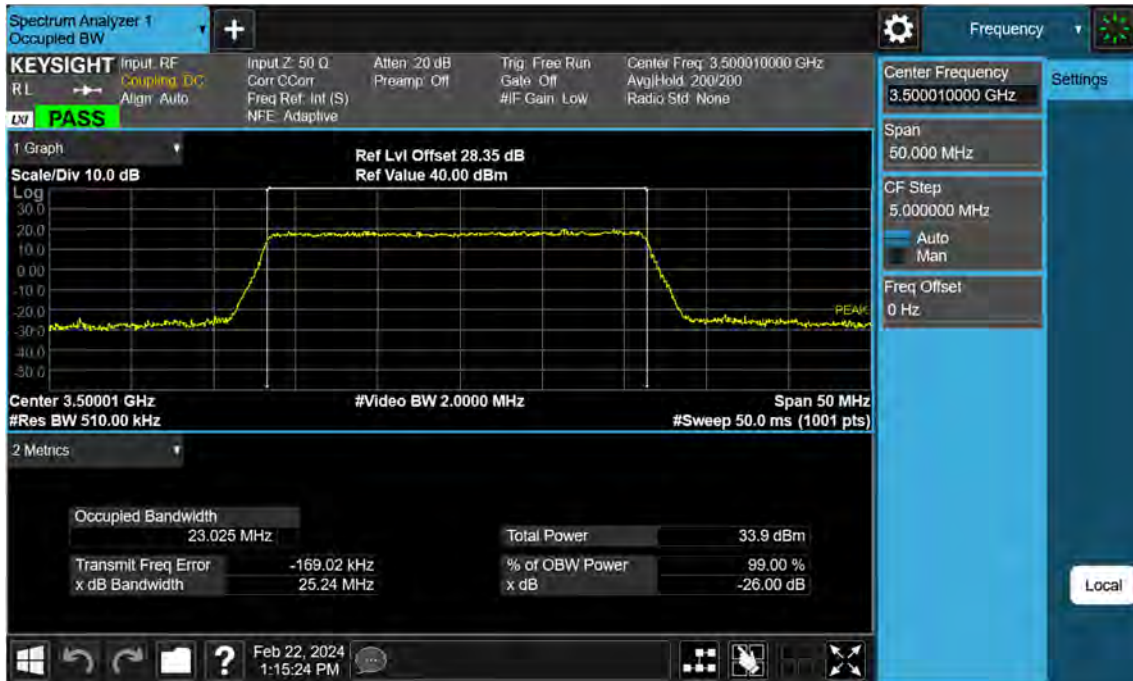 Spectrum Analyzer 1
Occupied BW
Frequency
KEYSIGHT
RL
LXI
PASS
Input: RF
Coupling: DC
Align: Auto
Input Z: 50 Ω
Corr CCorr
Freq Ref: Int (S)
NFE: Adaptive
Atten: 20 dB
Preamp: Off
Trig: Free Run
Gate: Off
#IF Gain: Low
Center Freq: 3.500010000 GHz
Avg|Hold: 200/200
Radio Std: None
Center Frequency
3.500010000 GHz
Settings
Span
50.000 MHz
CF Step
5.000000 MHz
Auto
Man
Freq Offset
0 Hz
Local
1 Graph
Scale/Div 10.0 dB
Ref Lvl Offset 28.35 dB
Ref Value 40.00 dBm
Log
30.0
20.0
10.0
0.00
-10.0
-20.0
-30.0
-40.0
-50.0
PEAK
Center 3.50001 GHz
#Video BW 2.0000 MHz
Span 50 MHz
#Res BW 510.00 kHz
#Sweep 50.0 ms (1001 pts)
2 Metrics
Occupied Bandwidth
23.025 MHz
Total Power 33.9 dBm
Transmit Freq Error -169.02 kHz
% of OBW Power 99.00 %
x dB Bandwidth 25.24 MHz
x dB -26.00 dB
?
Feb 22, 2024
1:15:24 PM